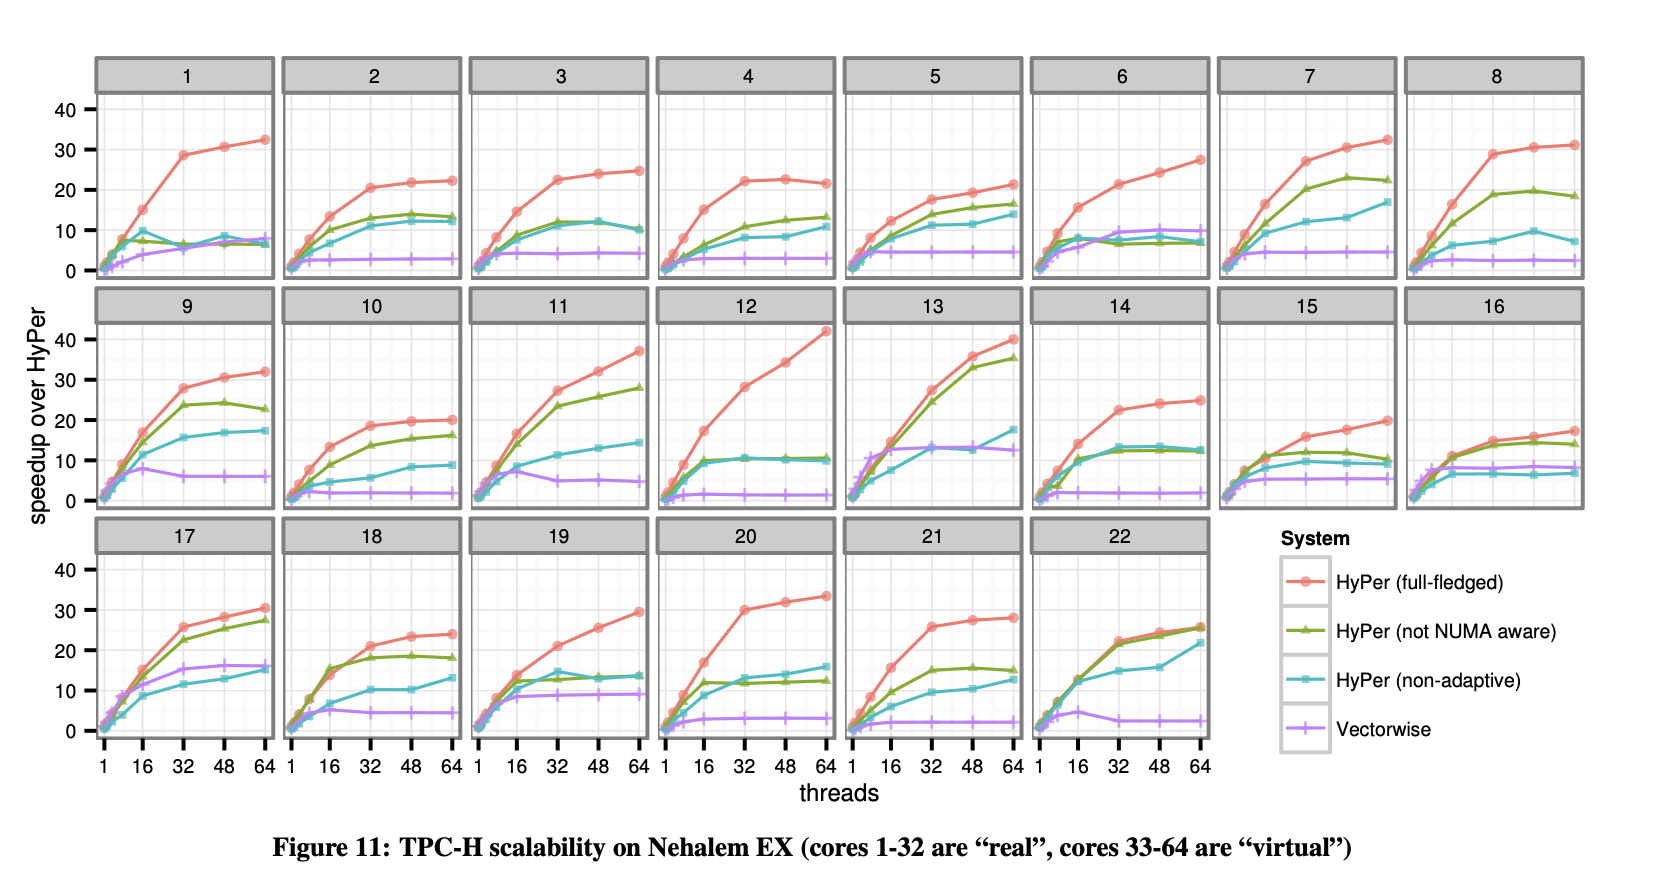 1 2 3 4 5 6 7 8
40
30
20
10
0
9 10 11 12 13 14 15 16
40
30
20
10
0
speedup over HyPer
17 18 19 20 21 22
40
30
20
10
0
1 16 32 48 64 1 16 32 48 64 1 16 32 48 64 1 16 32 48 64 1 16 32 48 64 1 16 32 48 64
threads
System
HyPer (full-fledged)
HyPer (not NUMA aware)
HyPer (non-adaptive)
Vectorwise
Figure 11: TPC-H scalability on Nehalem EX (cores 1-32 are “real”, cores 33-64 are “virtual”)